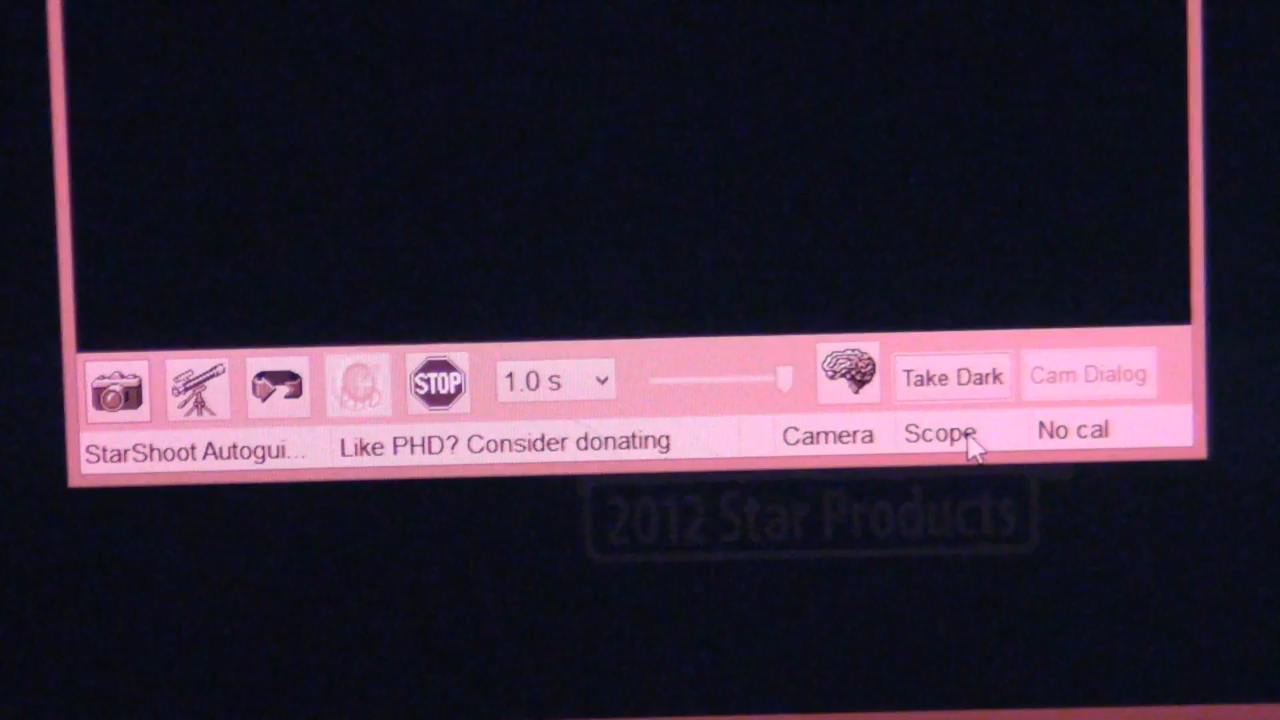 STOP 1.0 s Take Dark Cam Dialog
StarShoot Autogui... Like PHD? Consider donating Camera Scope No cal
2012 Star Products